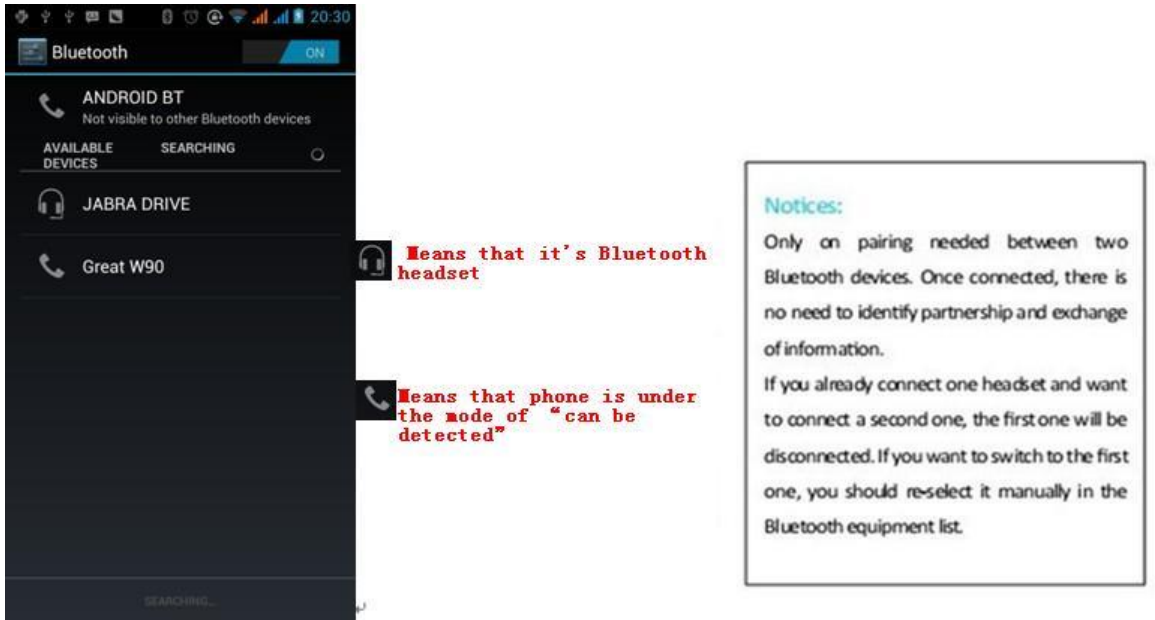 20:30
Bluetooth
ON
ANDROID BT
Not visible to other Bluetooth devices
AVAILABLE DEVICES
SEARCHING
JABRA DRIVE
Great W90
SEARCHING...
Means that it's Bluetooth
headset
Means that phone is under
the mode of “can be
detected”
Notices:
Only on pairing needed between two
Bluetooth devices. Once connected, there is
no need to identify partnership and exchange
of information.
If you already connect one headset and want
to connect a second one, the first one will be
disconnected. If you want to switch to the first
one, you should re-select it manually in the
Bluetooth equipment list.